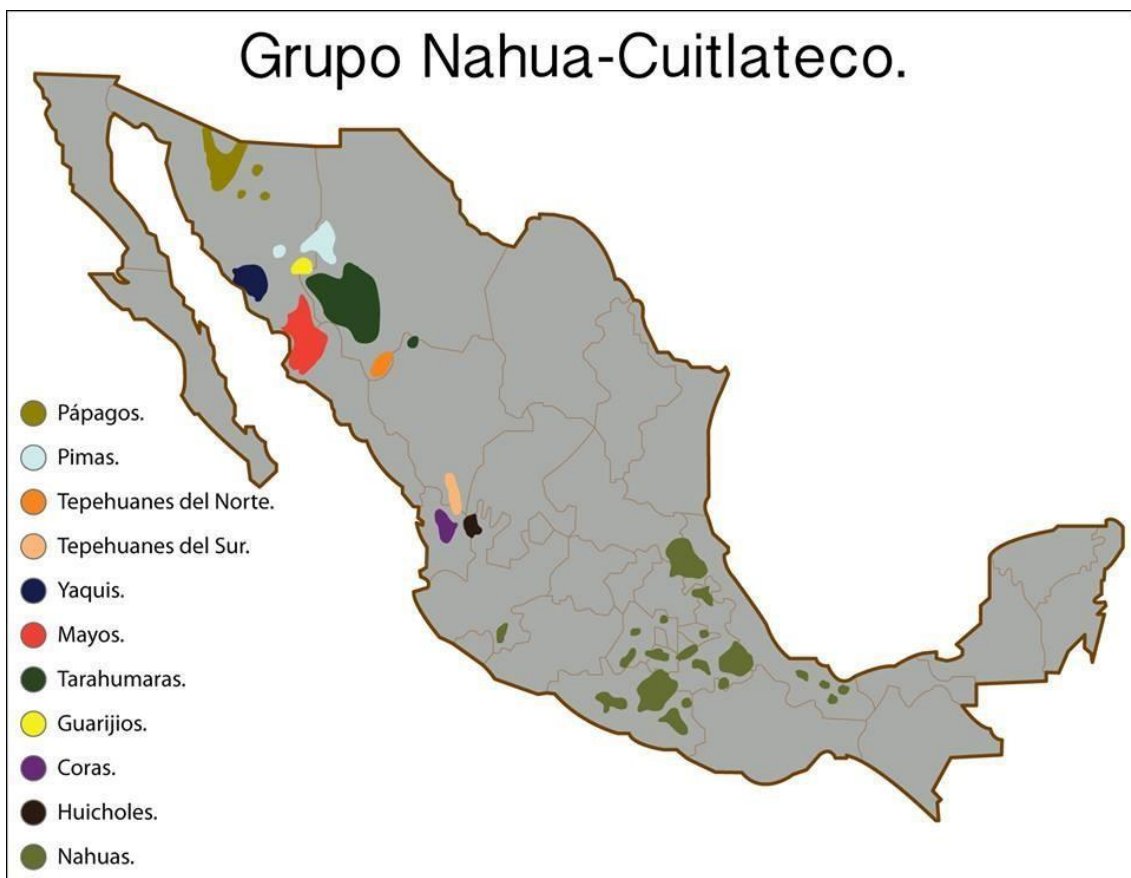 Grupo Nahua-Cuitlateco.
Pápagos.
Pimas.
Tepehuanes del Norte.
Tepehuanes del Sur.
Yaquis.
Mayos.
Tarahumaras.
Guarijios.
Coras.
Huicholes.
Nahuas.